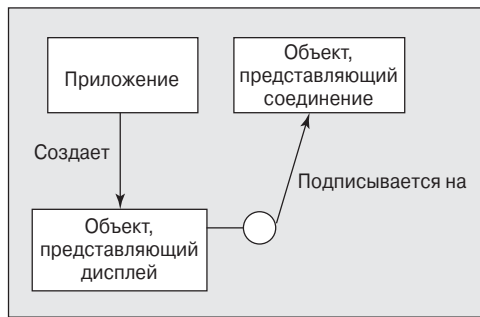 Приложение
Объект,
представляющий
соединение
Создает
Подписывается на
Объект,
представляющий
дисплей